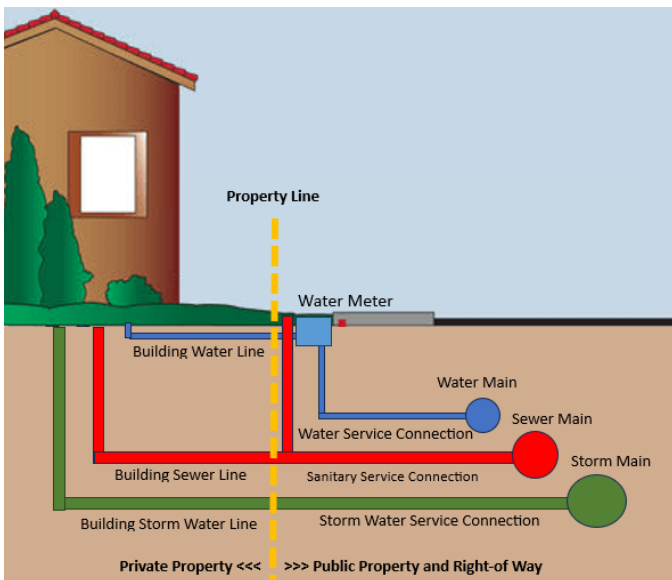 Property Line
Water Meter
Building Water Line
Water Main
Water Service Connection
Sewer Main
Building Sewer Line
Sanitary Service Connection
Storm Main
Building Storm Water Line
Storm Water Service Connection
Private Property <<< >>> Public Property and Right-of Way